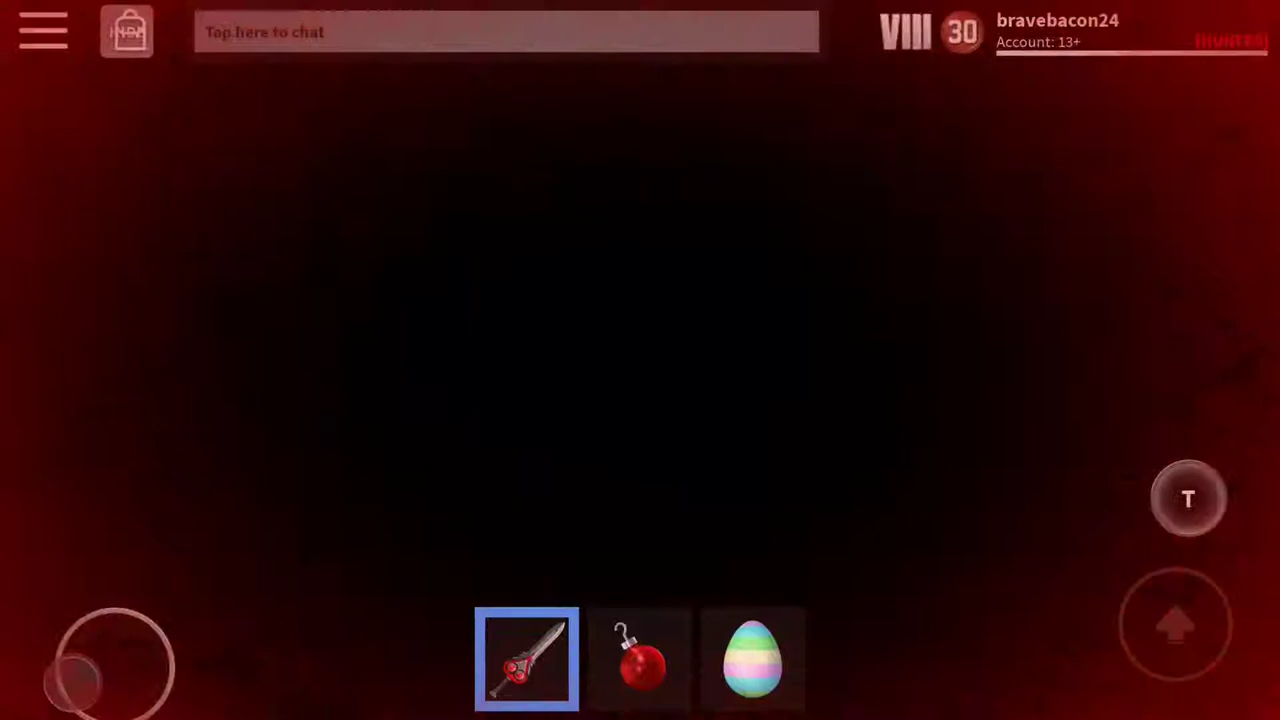 Tap here to chat
VIII 30
bravebacon24
Account: 13+
T